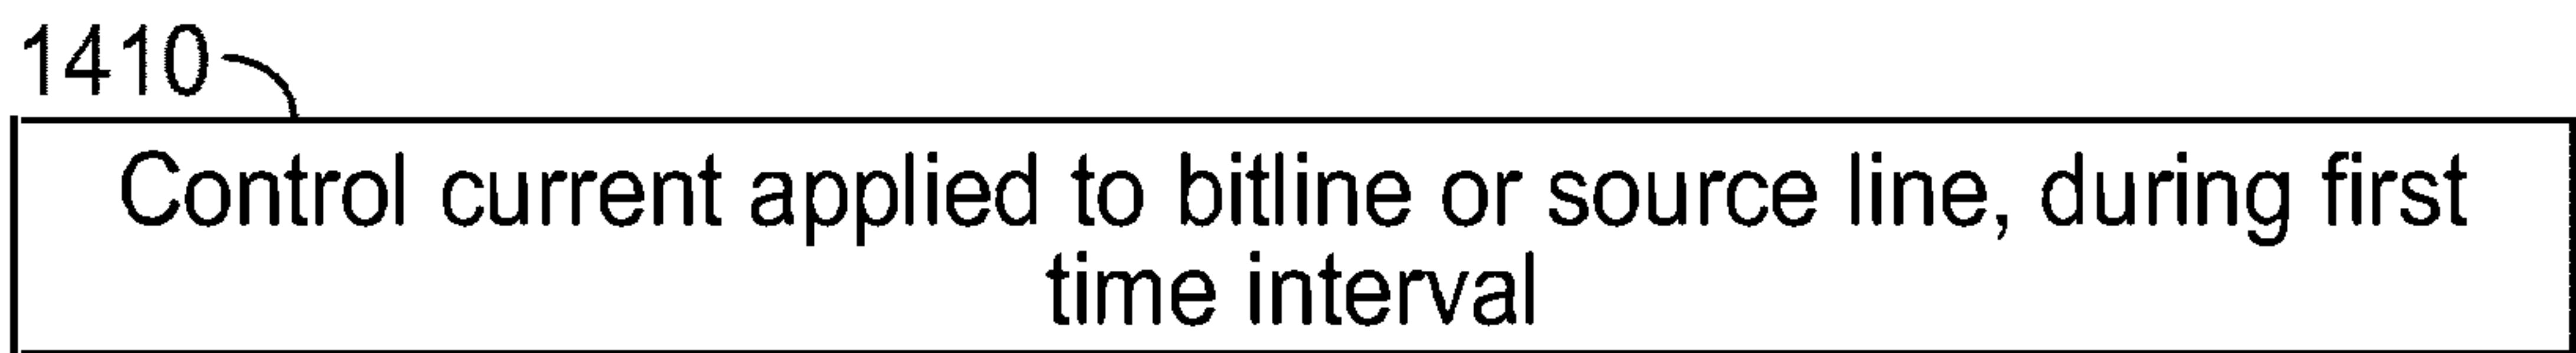 1410
Control current applied to bitline or source line, during first
time interval